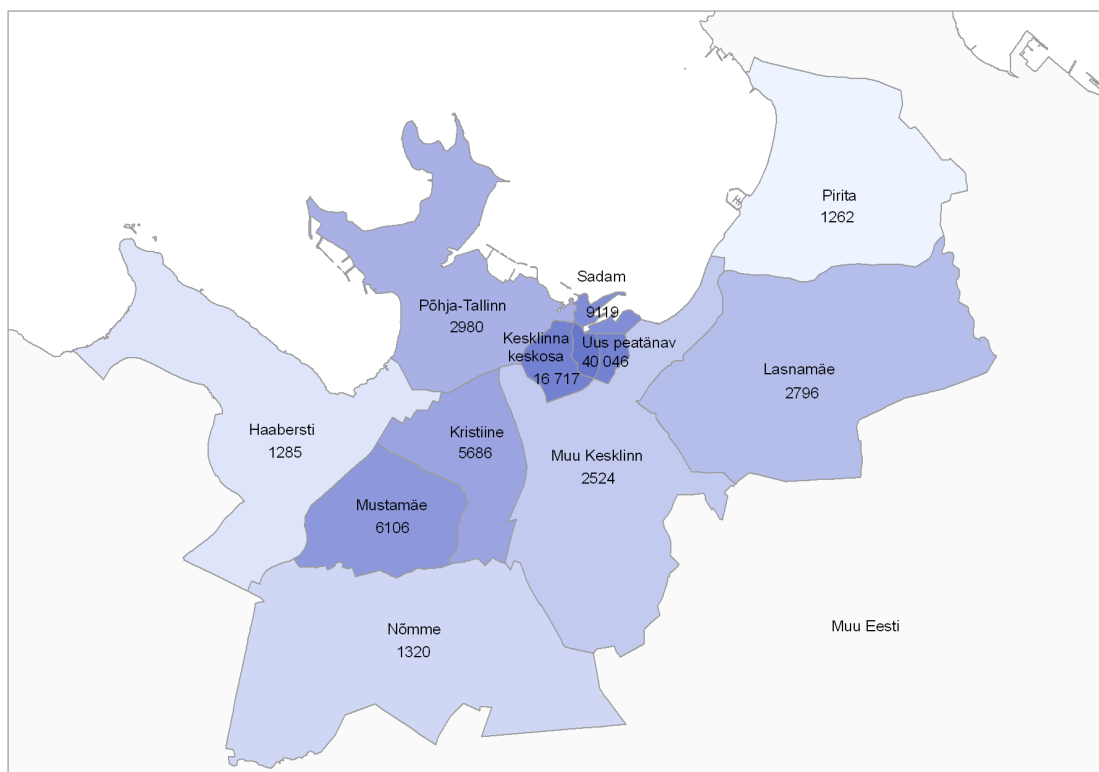 Pirita
1262
Sadam
9119
Põhja-Tallinn
2980
Kesklinna
keskosa
16 717
Uus peatänav
40 046
Lasnamäe
2796
Haabersti
1285
Kristiine
5686
Muu Kesklinn
2524
Mustamäe
6106
Nõmme
1320
Muu Eesti